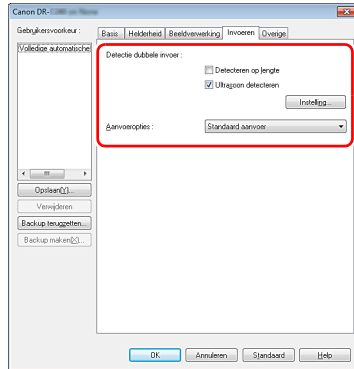 Canon DR-
Gebruikersvoorkeur :
Volledige automatische
Opslaan(Y)...
Verwijderen
Backup terugzetten...
Backup maken(X)...
Basis
Helderheid
Beeldverwerking
Invoeren
Overige
Detectie dubbele invoer :
Detecteren op lengte
Ultrasoon detecteren
Instelling...
Aanvoeropties :
Standaard aanvoer
OK
Annuleren
Standaard
Help